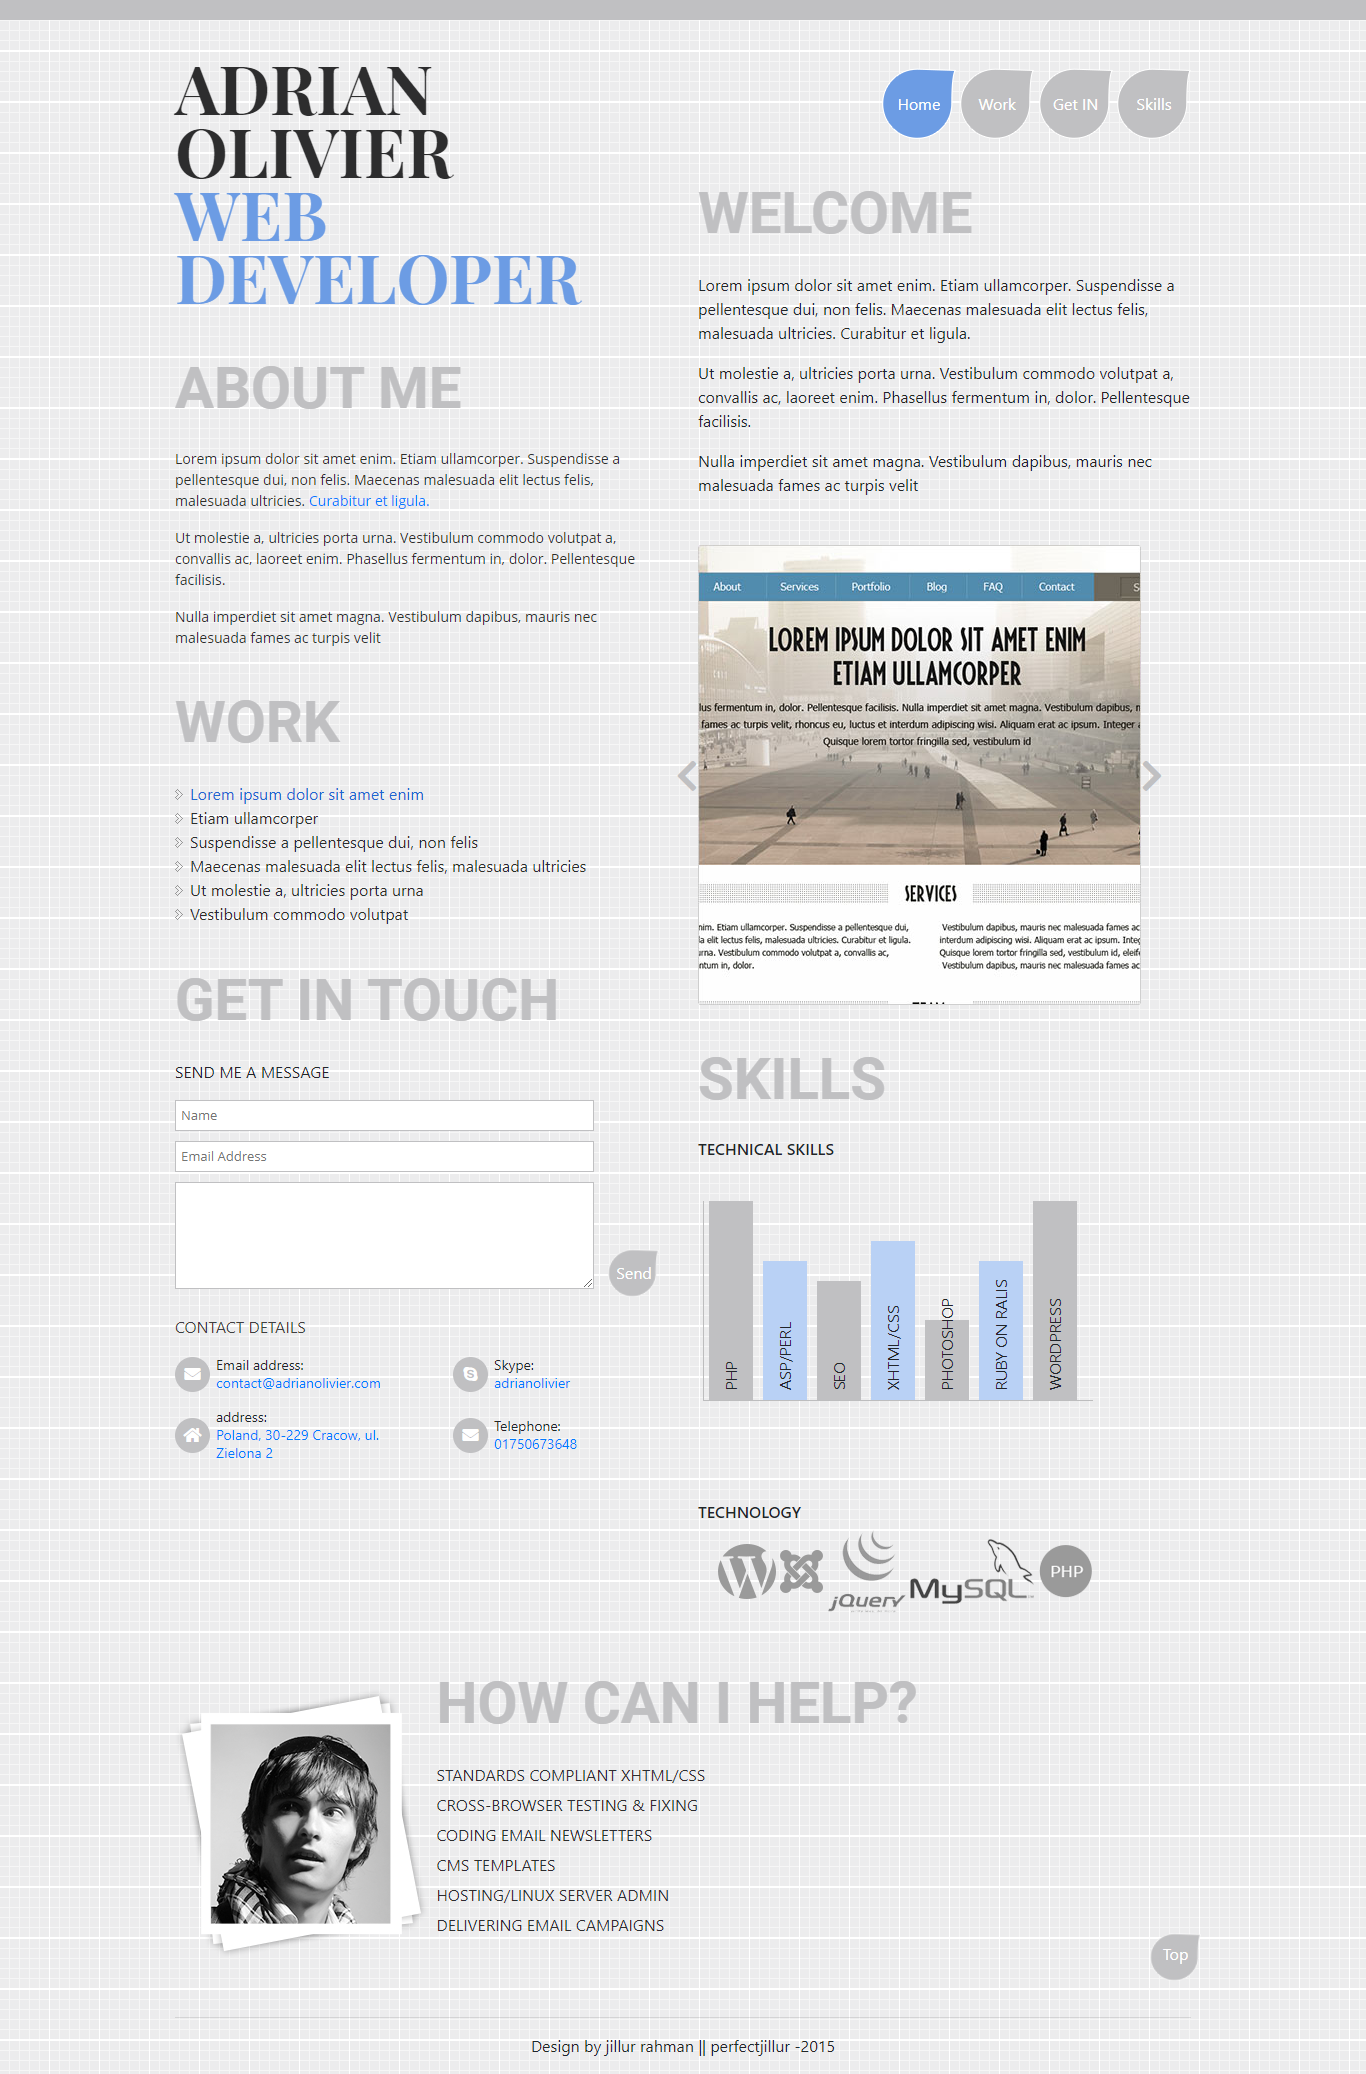 ADRIAN
OLIVIER
WEB
DEVELOPER
Home
Work
Get IN
Skills
ABOUT ME
Lorem ipsum dolor sit amet enim. Etiam ullamcorper. Suspendisse a
pellentesque dui, non felis. Maecenas malesuada elit lectus felis,
malesuada ultricies. Curabitur et ligula.
Ut molestie a, ultricies porta urna. Vestibulum commodo volutpat a,
convallis ac, laoreet enim. Phasellus fermentum in, dolor. Pellentesque
facilisis.
Nulla imperdiet sit amet magna. Vestibulum dapibus, mauris nec
malesuada fames ac turpis velit
WORK
Lorem ipsum dolor sit amet enim
Etiam ullamcorper
Suspendisse a pellentesque dui, non felis
Maecenas malesuada elit lectus felis, malesuada ultricies
Ut molestie a, ultricies porta urna
Vestibulum commodo volutpat
GET IN TOUCH
SEND ME A MESSAGE
Name
Email Address
Send
CONTACT DETAILS
Email address:
contact@adrianolivier.com
Skype:
adrianolivier
address:
Poland, 30-229 Cracow, ul.
Zielona 2
Telephone:
01750673648
WELCOME
Lorem ipsum dolor sit amet enim. Etiam ullamcorper. Suspendisse a
pellentesque dui, non felis. Maecenas malesuada elit lectus felis,
malesuada ultricies. Curabitur et ligula.
Ut molestie a, ultricies porta urna. Vestibulum commodo volutpat a,
convallis ac, laoreet enim. Phasellus fermentum in, dolor. Pellentesque
facilisis.
Nulla imperdiet sit amet magna. Vestibulum dapibus, mauris nec
malesuada fames ac turpis velit
About Services Portfolio Blog FAQ Contact S
LOREM IPSUM DOLOR SIT AMET ENIM
ETIAM ULLAMCORPER
lus fermentum in, dolor. Pellentesque facilisis. Nulla imperdiet sit amet magna. Vestibulum dapibus,
fames ac turpis velit, rhoncus eu, luctus et interdum adipiscing wisi. Aliquam erat ac ipsum. Integer
Quisque lorem tortor fringilla sed, vestibulum id
SERVICES
nim. Etiam ullamcorper. Suspendisse a pellentesque dui,
a elit lectus felis, malesuada ultricies. Curabitur et ligula.
urna. Vestibulum commodo volutpat a, convallis ac,
ntum in, dolor.
Vestibulum dapibus, mauris nec malesuada fames ac
interdum adipiscing wisi. Aliquam erat ac ipsum. Integ
Quisque lorem tortor fringilla sed, vestibulum id, eleif
Vestibulum dapibus, mauris nec malesuada fames ac
SKILLS
TECHNICAL SKILLS
PHP
ASP/PERL
SEO
XHTML/CSS
PHOTOSHOP
RUBY ON RALIS
WORDPRESS
TECHNOLOGY
W
jQuery
MySQL
PHP
HOW CAN I HELP?
STANDARDS COMPLIANT XHTML/CSS
CROSS-BROWSER TESTING & FIXING
CODING EMAIL NEWSLETTERS
CMS TEMPLATES
HOSTING/LINUX SERVER ADMIN
DELIVERING EMAIL CAMPAIGNS
Top
Design by jillur rahman || perfectjillur -2015